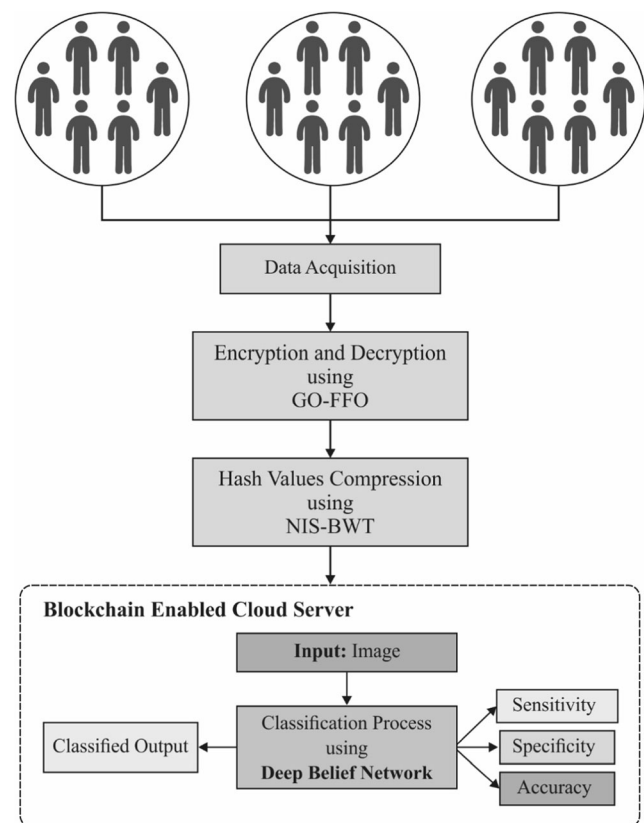 Data Acquisition
Encryption and Decryption
using
GO-FFO
Hash Values Compression
using
NIS-BWT
Blockchain Enabled Cloud Server
Input: Image
Classification Process
using
Deep Belief Network
Classified Output
Sensitivity
Specificity
Accuracy